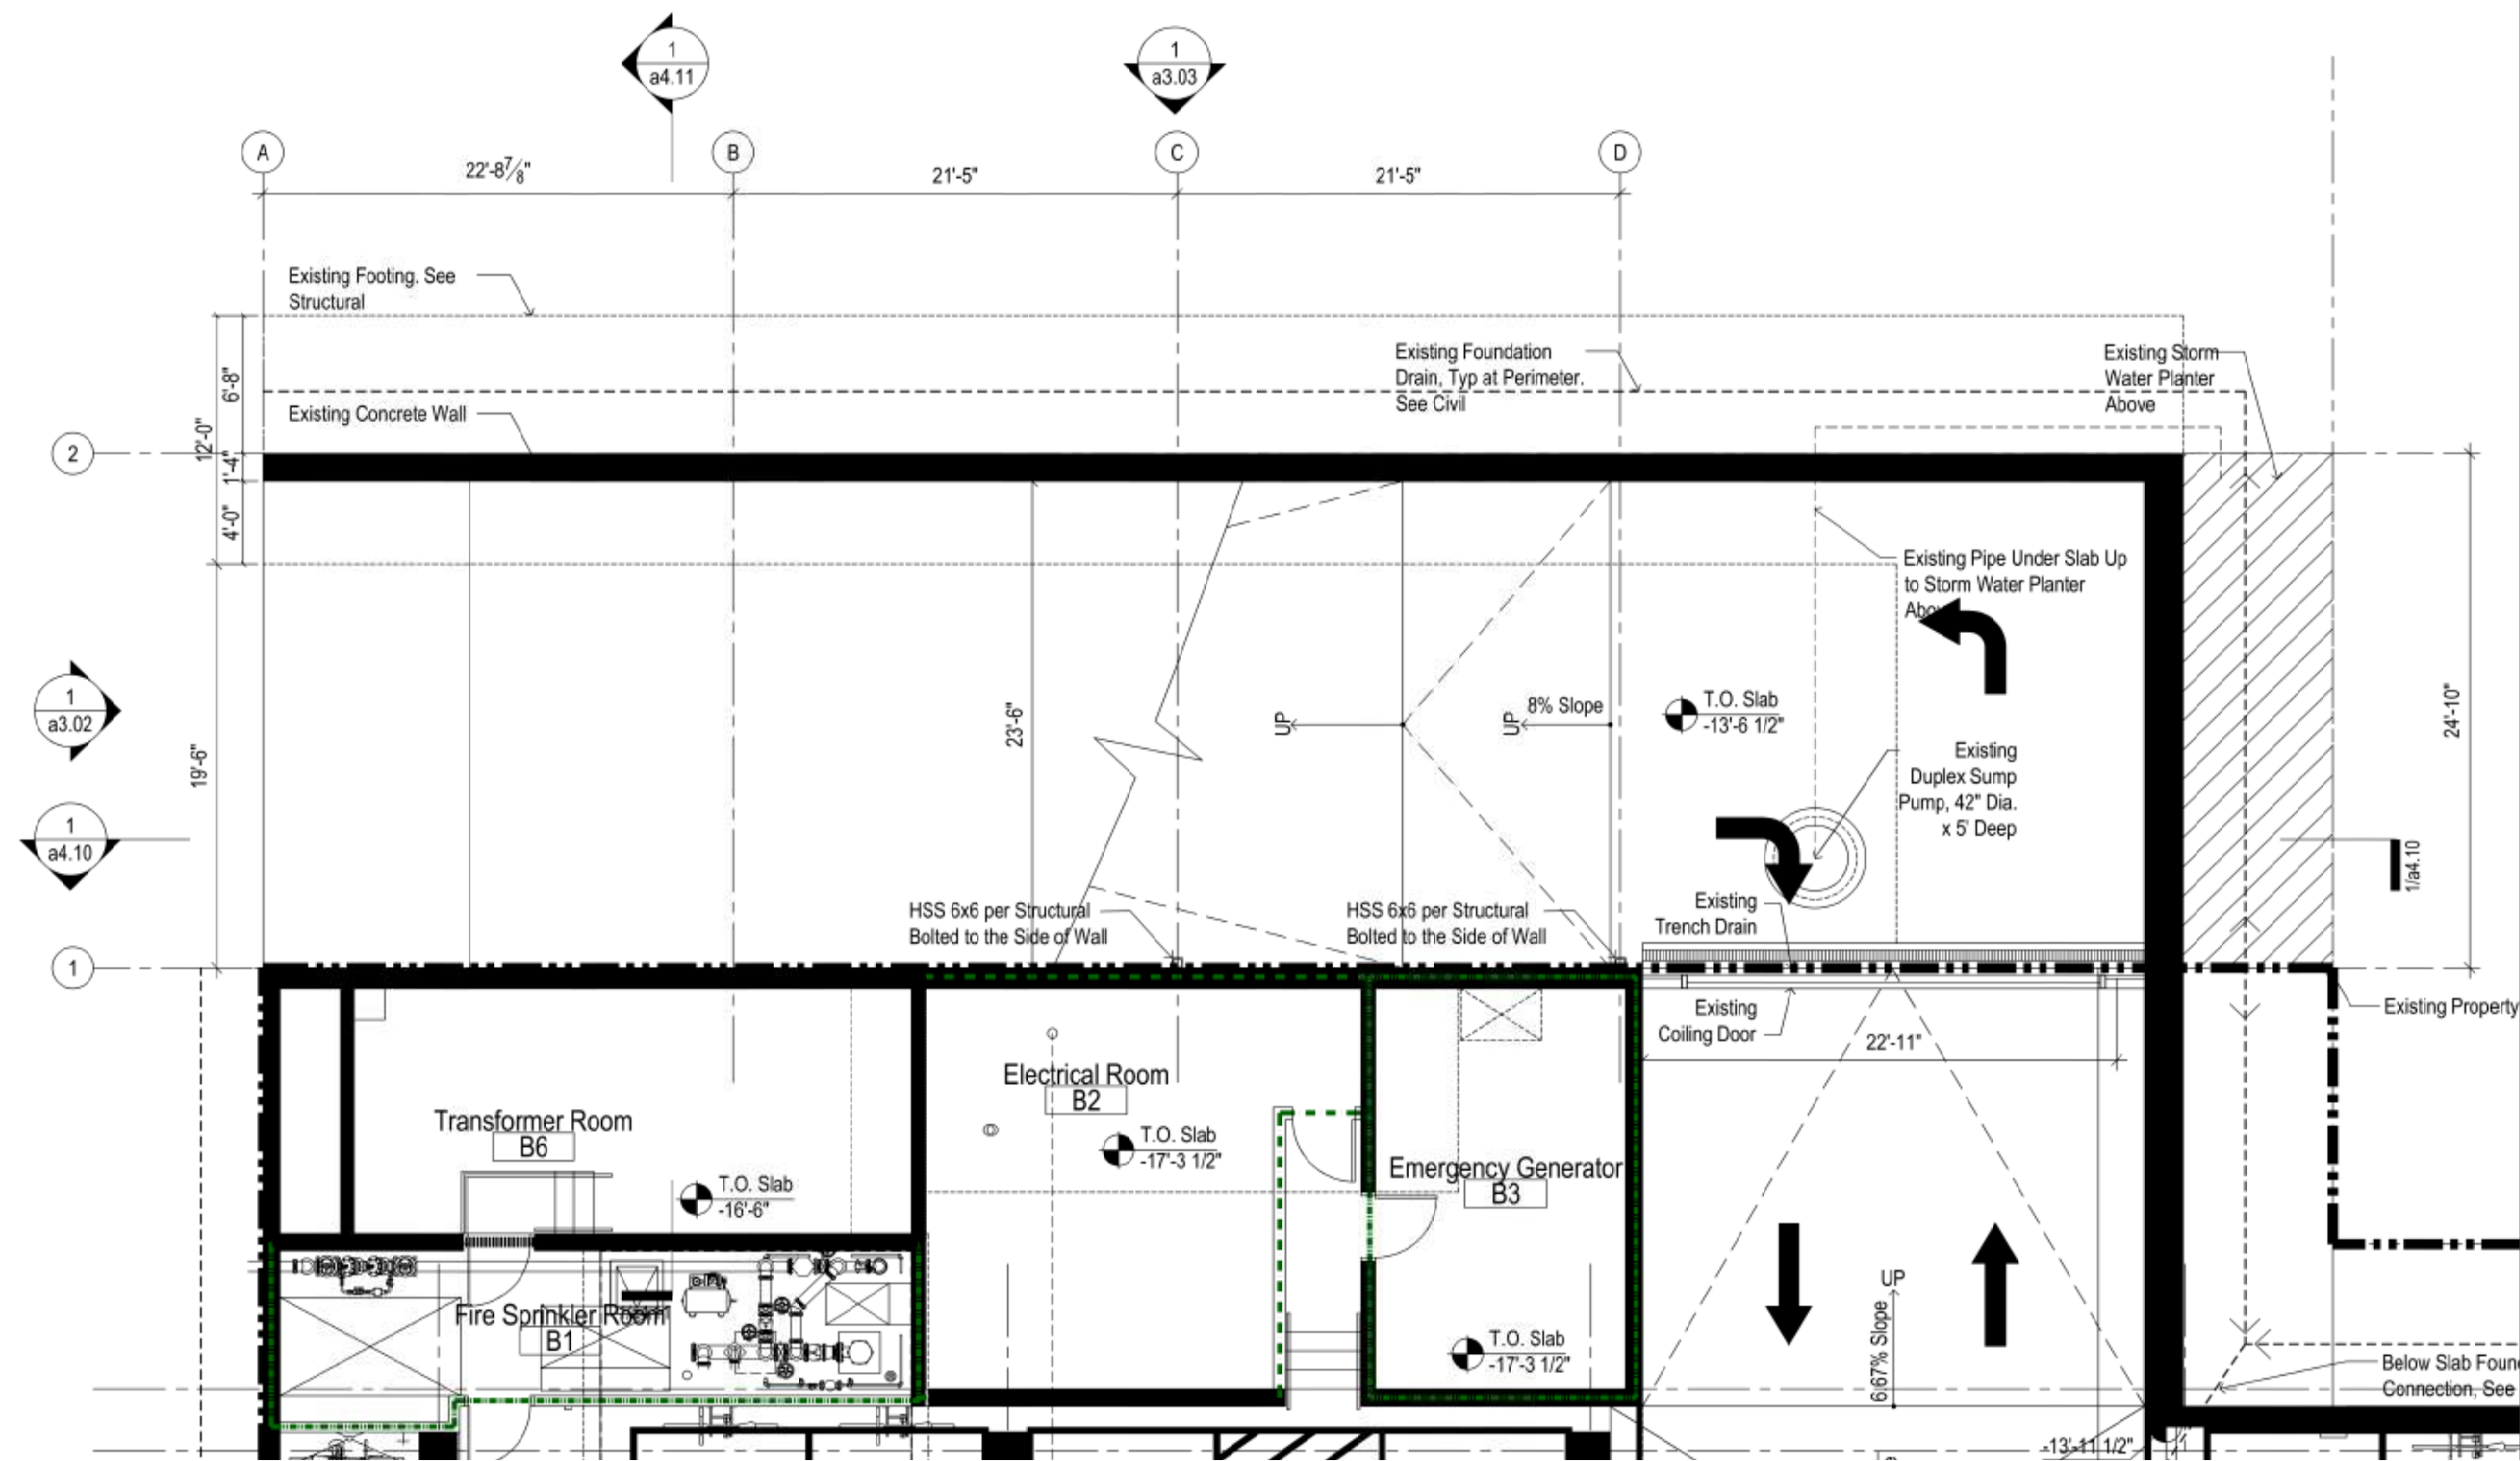 1
a4.11
1
a3.03
A
B
C
D
22'-8 7/8"
21'-5"
21'-5"
Existing Footing. See
Structural
Existing Foundation
Drain, Typ at Perimeter.
See Civil
Existing Storm
Water Planter
Above
6'-8"
Existing Concrete Wall
12'-0"
2
1'-4"
4'-0"
Existing Pipe Under Slab Up
to Storm Water Planter
1
a3.02
23'-6"
UP
UP
8% Slope
T.O. Slab
-13'-6 1/2"
24'-10"
19'-6"
Existing
Duplex Sump
Pump, 42" Dia.
x 5' Deep
1
a4.10
1/a4.10
HSS 6x6 per Structural
Bolted to the Side of Wall
HSS 6x6 per Structural
Bolted to the Side of Wall
Existing
Trench Drain
1
Existing
Coiling Door
22'-11"
Existing Property
Electrical Room
B2
Transformer Room
B6
T.O. Slab
-17'-3 1/2"
Emergency Generator
B3
T.O. Slab
-16'-6"
UP
6.67% Slope
Fire Sprinkler Room
B1
T.O. Slab
-17'-3 1/2"
Below Slab Foun
Connection, See
-13'-11 1/2"